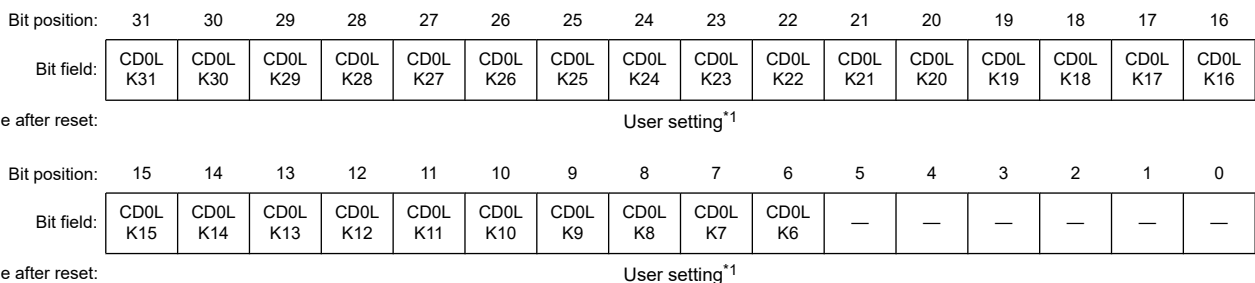 Bit position: 31 30 29 28 27 26 25 24 23 22 21 20 19 18 17 16
Bit field: CD0L K31 CD0L K30 CD0L K29 CD0L K28 CD0L K27 CD0L K26 CD0L K25 CD0L K24 CD0L K23 CD0L K22 CD0L K21 CD0L K20 CD0L K19 CD0L K18 CD0L K17 CD0L K16
e after reset: User setting*1
Bit position: 15 14 13 12 11 10 9 8 7 6 5 4 3 2 1 0
Bit field: CD0L K15 CD0L K14 CD0L K13 CD0L K12 CD0L K11 CD0L K10 CD0L K9 CD0L K8 CD0L K7 CD0L K6 — — — — — —
e after reset: User setting*1